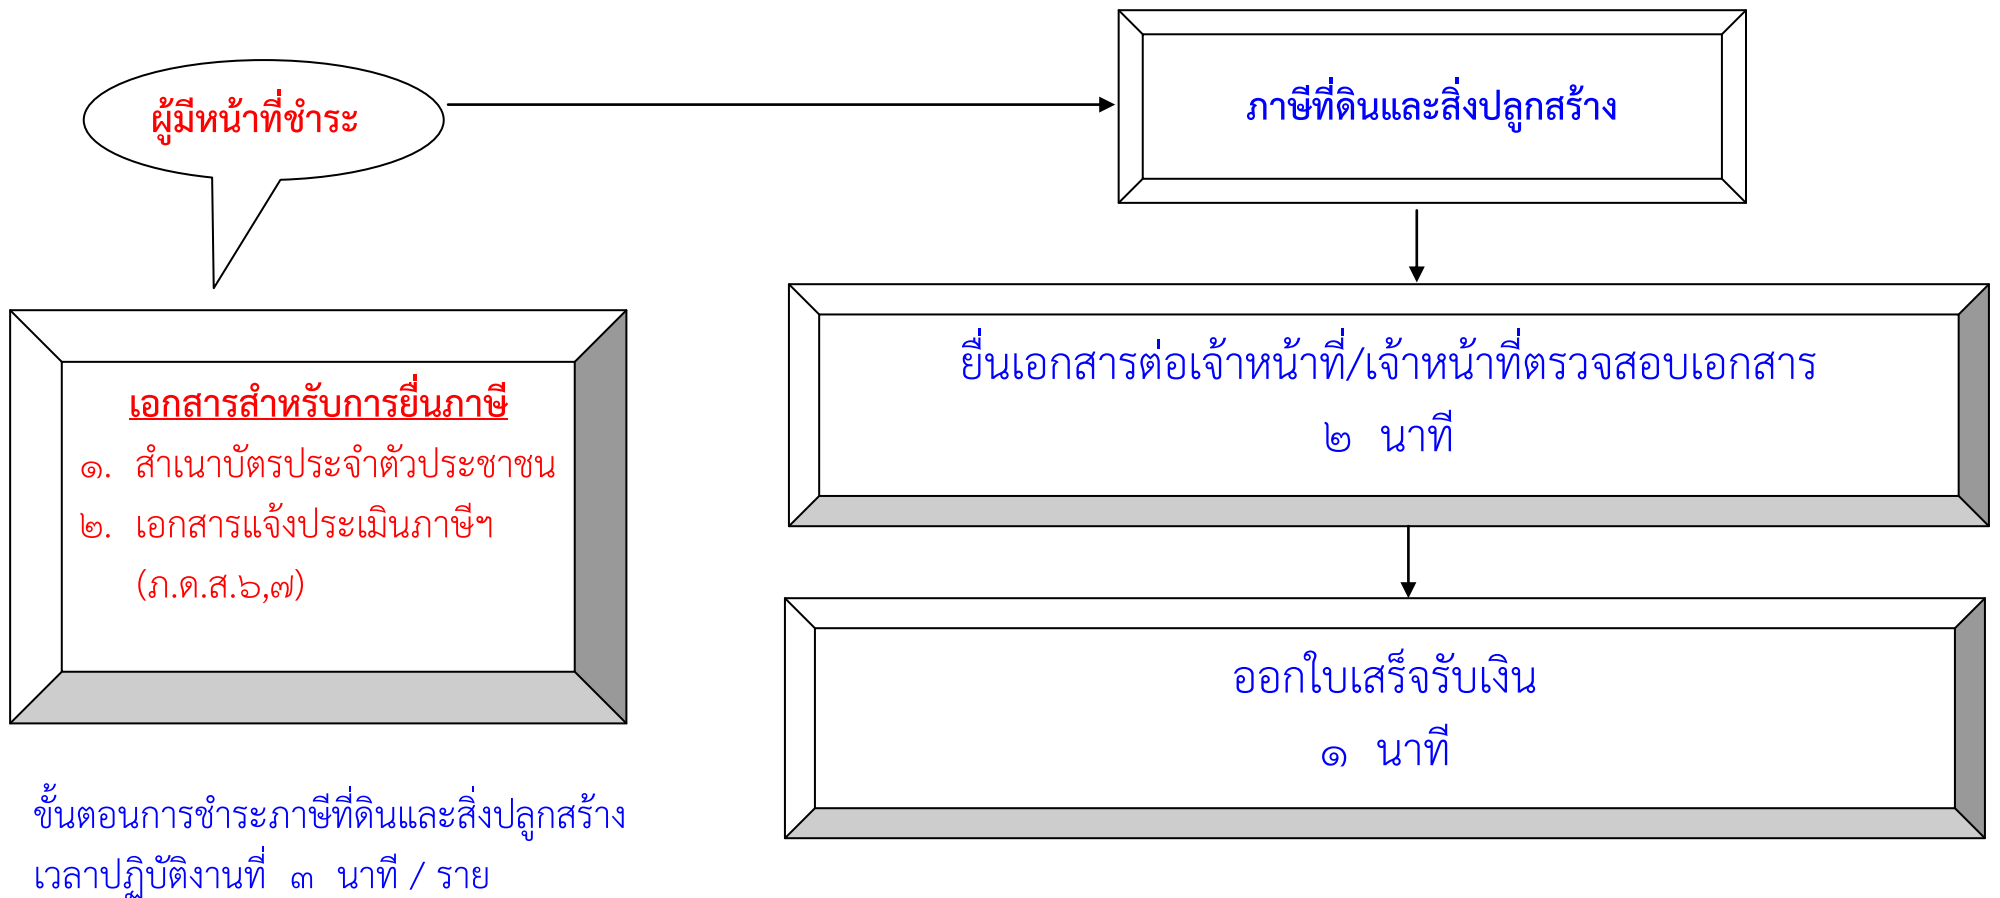 ผู้มีหน้าที่ชำระ
ภาษีที่ดินและสิ่งปลูกสร้าง
เอกสารสำหรับการยื่นภาษี
๑. สำเนาบัตรประจำตัวประชาชน
๒. เอกสารแจ้งประเมินภาษีฯ
(ภ.ด.ส.๖,๗)
ยื่นเอกสารต่อเจ้าหน้าที่/เจ้าหน้าที่ตรวจสอบเอกสาร
๒ นาที
ออกใบเสร็จรับเงิน
๑ นาที
ขั้นตอนการชำระภาษีที่ดินและสิ่งปลูกสร้าง
เวลาปฏิบัติงานที่ ๓ นาที / ราย